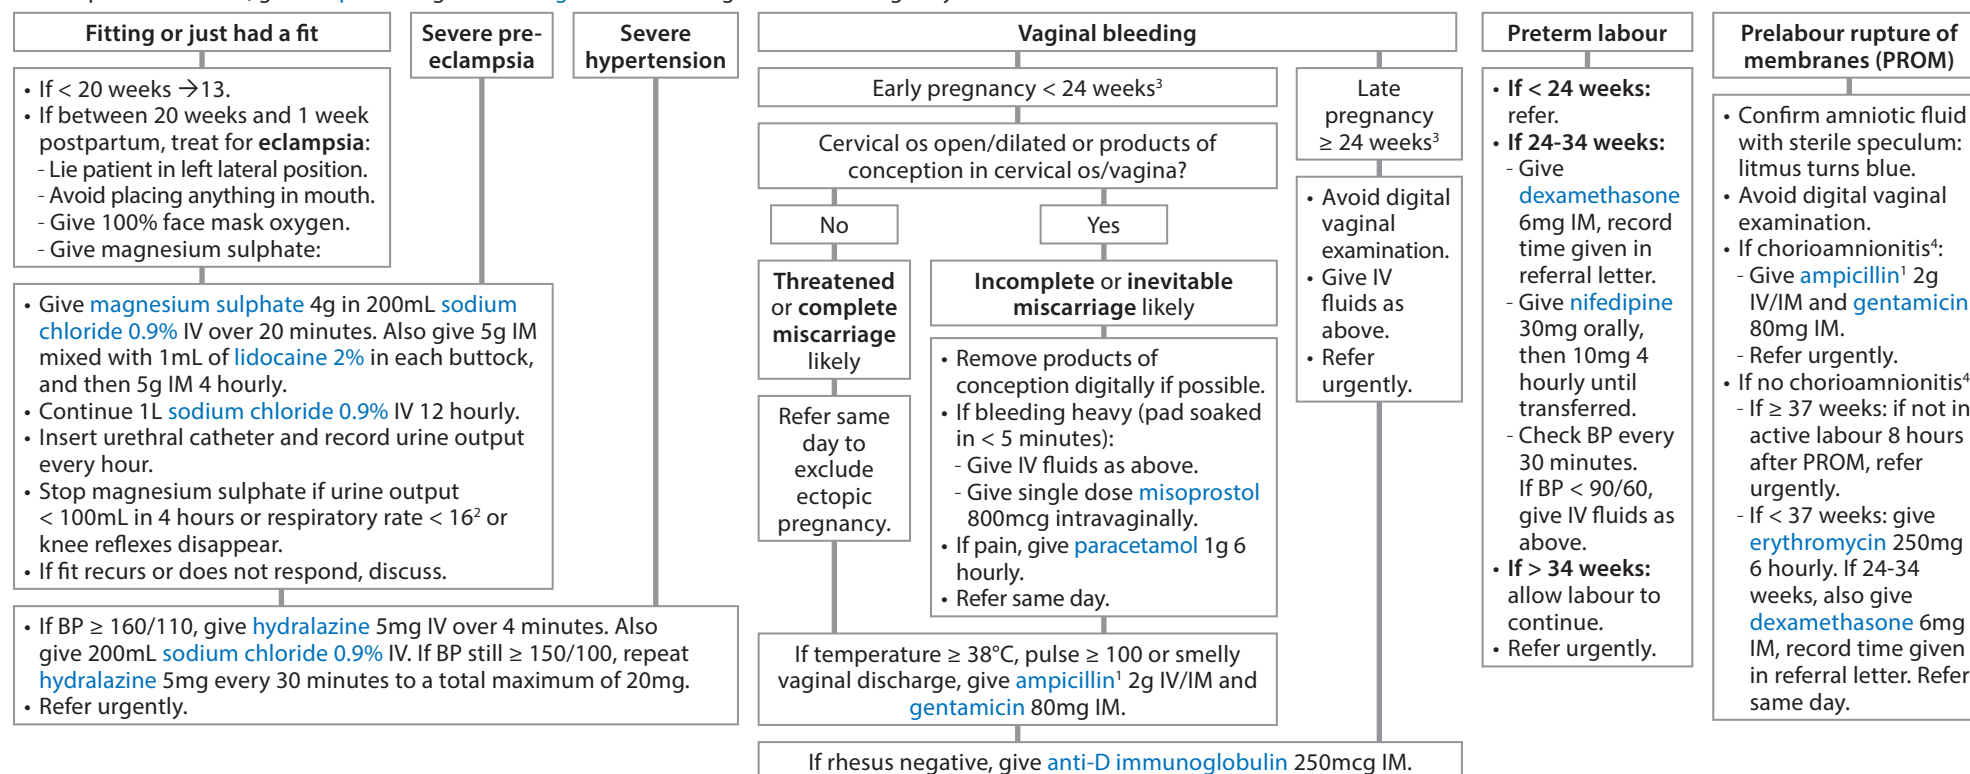 Fitting or just had a fit
• If < 20 weeks →13.
• If between 20 weeks and 1 week
postpartum, treat for eclampsia:
- Lie patient in left lateral position.
- Avoid placing anything in mouth.
- Give 100% face mask oxygen.
- Give magnesium sulphate:
Severe pre-
eclampsia
Severe
hypertension
• Give magnesium sulphate 4g in 200mL sodium
chloride 0.9% IV over 20 minutes. Also give 5g IM
mixed with 1mL of lidocaine 2% in each buttock,
and then 5g IM 4 hourly.
• Continue 1L sodium chloride 0.9% IV 12 hourly.
• Insert urethral catheter and record urine output
every hour.
• Stop magnesium sulphate if urine output
< 100mL in 4 hours or respiratory rate < 16² or
knee reflexes disappear.
• If fit recurs or does not respond, discuss.
• If BP ≥ 160/110, give hydralazine 5mg IV over 4 minutes. Also
give 200mL sodium chloride 0.9% IV. If BP still ≥ 150/100, repeat
hydralazine 5mg every 30 minutes to a total maximum of 20mg.
• Refer urgently.
Vaginal bleeding
Early pregnancy < 24 weeks³
Cervical os open/dilated or products of
conception in cervical os/vagina?
No
Threatened
or complete
miscarriage
likely
Refer same
day to
exclude
ectopic
pregnancy.
Yes
Incomplete or inevitable
miscarriage likely
• Remove products of
conception digitally if possible.
• If bleeding heavy (pad soaked
in < 5 minutes):
- Give IV fluids as above.
- Give single dose misoprostol
800mcg intravaginally.
• If pain, give paracetamol 1g 6
hourly.
• Refer same day.
If temperature ≥ 38°C, pulse ≥ 100 or smelly
vaginal discharge, give ampicillin¹ 2g IV/IM and
gentamicin 80mg IM.
Late
pregnancy
≥ 24 weeks³
• Avoid digital
vaginal
examination.
• Give IV
fluids as
above.
• Refer
urgently.
If rhesus negative, give anti-D immunoglobulin 250mcg IM.
Preterm labour
• If < 24 weeks:
refer.
• If 24-34 weeks:
- Give
dexamethasone
6mg IM, record
time given in
referral letter.
- Give nifedipine
30mg orally,
then 10mg 4
hourly until
transferred.
- Check BP every
30 minutes.
If BP < 90/60,
give IV fluids as
above.
• If > 34 weeks:
allow labour to
continue.
• Refer urgently.
Prelabour rupture of
membranes (PROM)
• Confirm amniotic fluid
with sterile speculum:
litmus turns blue.
• Avoid digital vaginal
examination.
• If chorioamnionitis⁴:
- Give ampicillin¹ 2g
IV/IM and gentamicin
80mg IM.
- Refer urgently.
• If no chorioamnionitis⁴
- If ≥ 37 weeks: if not in
active labour 8 hours
after PROM, refer
urgently.
- If < 37 weeks: give
erythromycin 250mg
6 hourly. If 24-34
weeks, also give
dexamethasone 6mg
IM, record time given
in referral letter. Refer
same day.